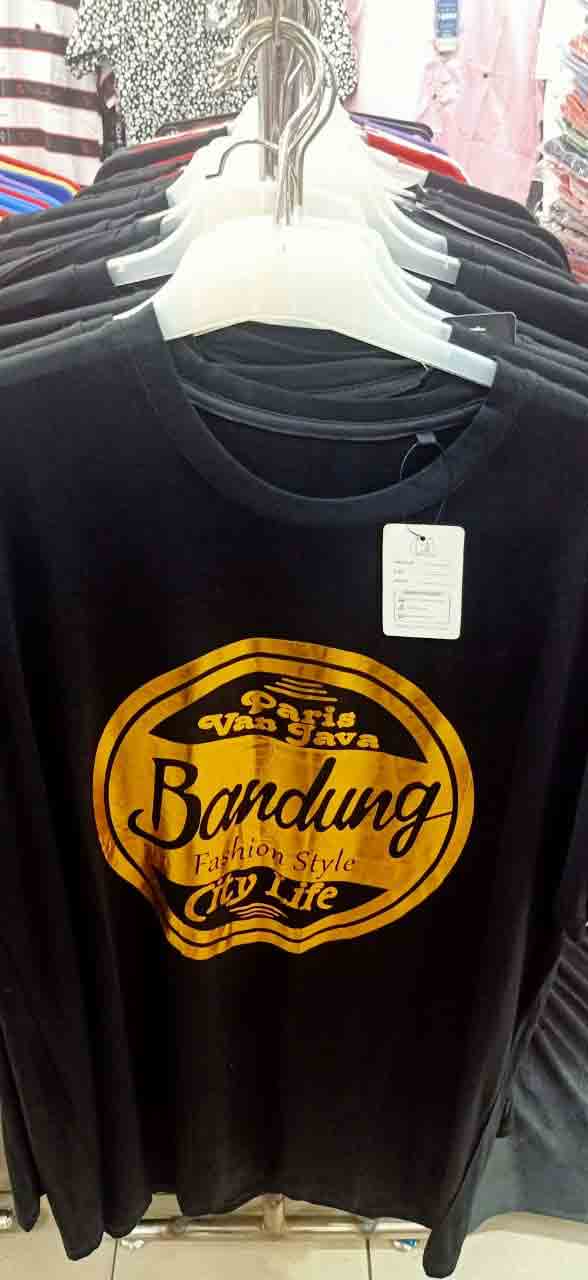 Paris
Van Java
Bandung
Fashion Style
City Life